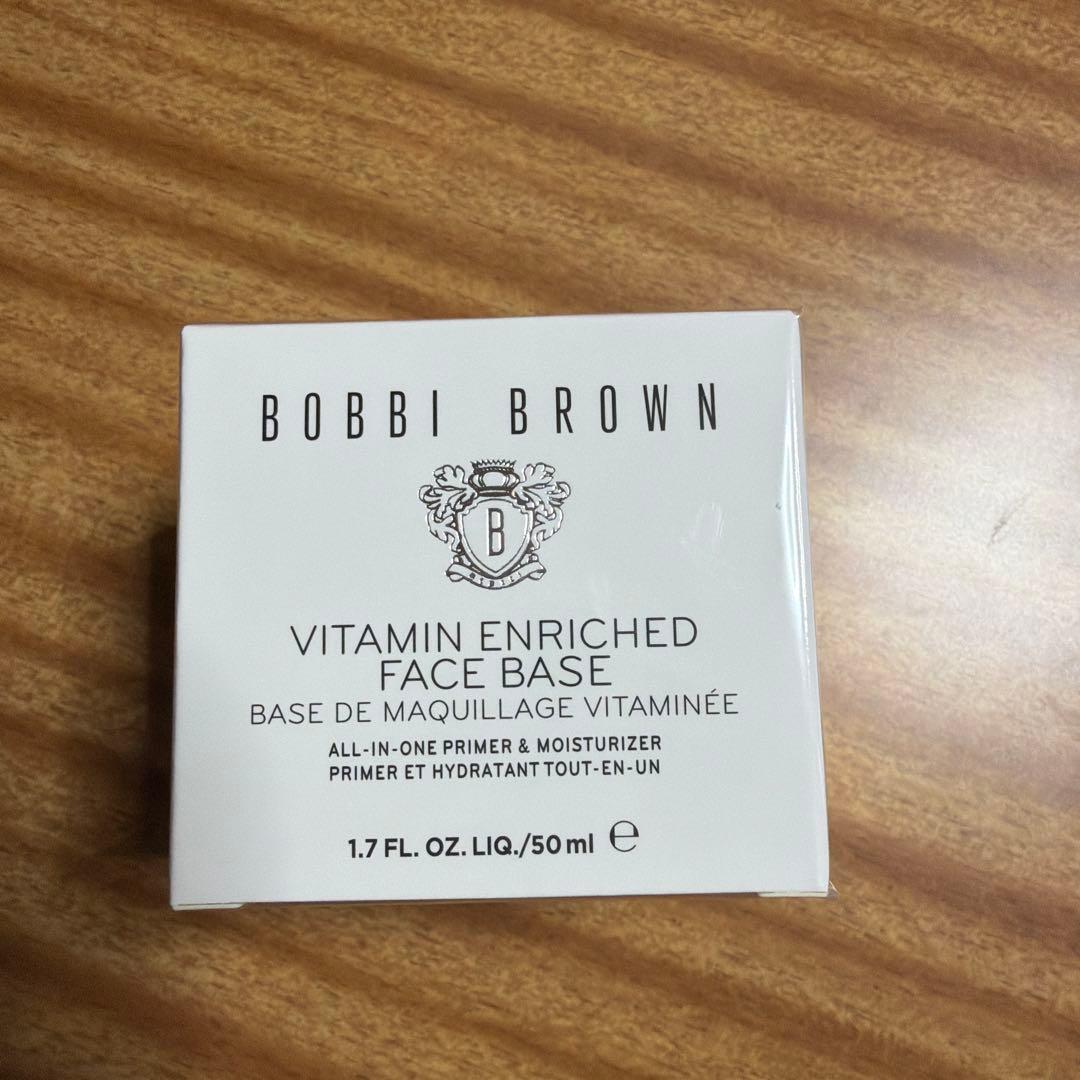 BOBBI BROWN
B
VITAMIN ENRICHED
FACE BASE
BASE DE MAQUILLAGE VITAMINÉE
ALL-IN-ONE PRIMER & MOISTURIZER
PRIMER ET HYDRATANT TOUT-EN-UN
1.7 FL. OZ. LIQ./50 ml ℮